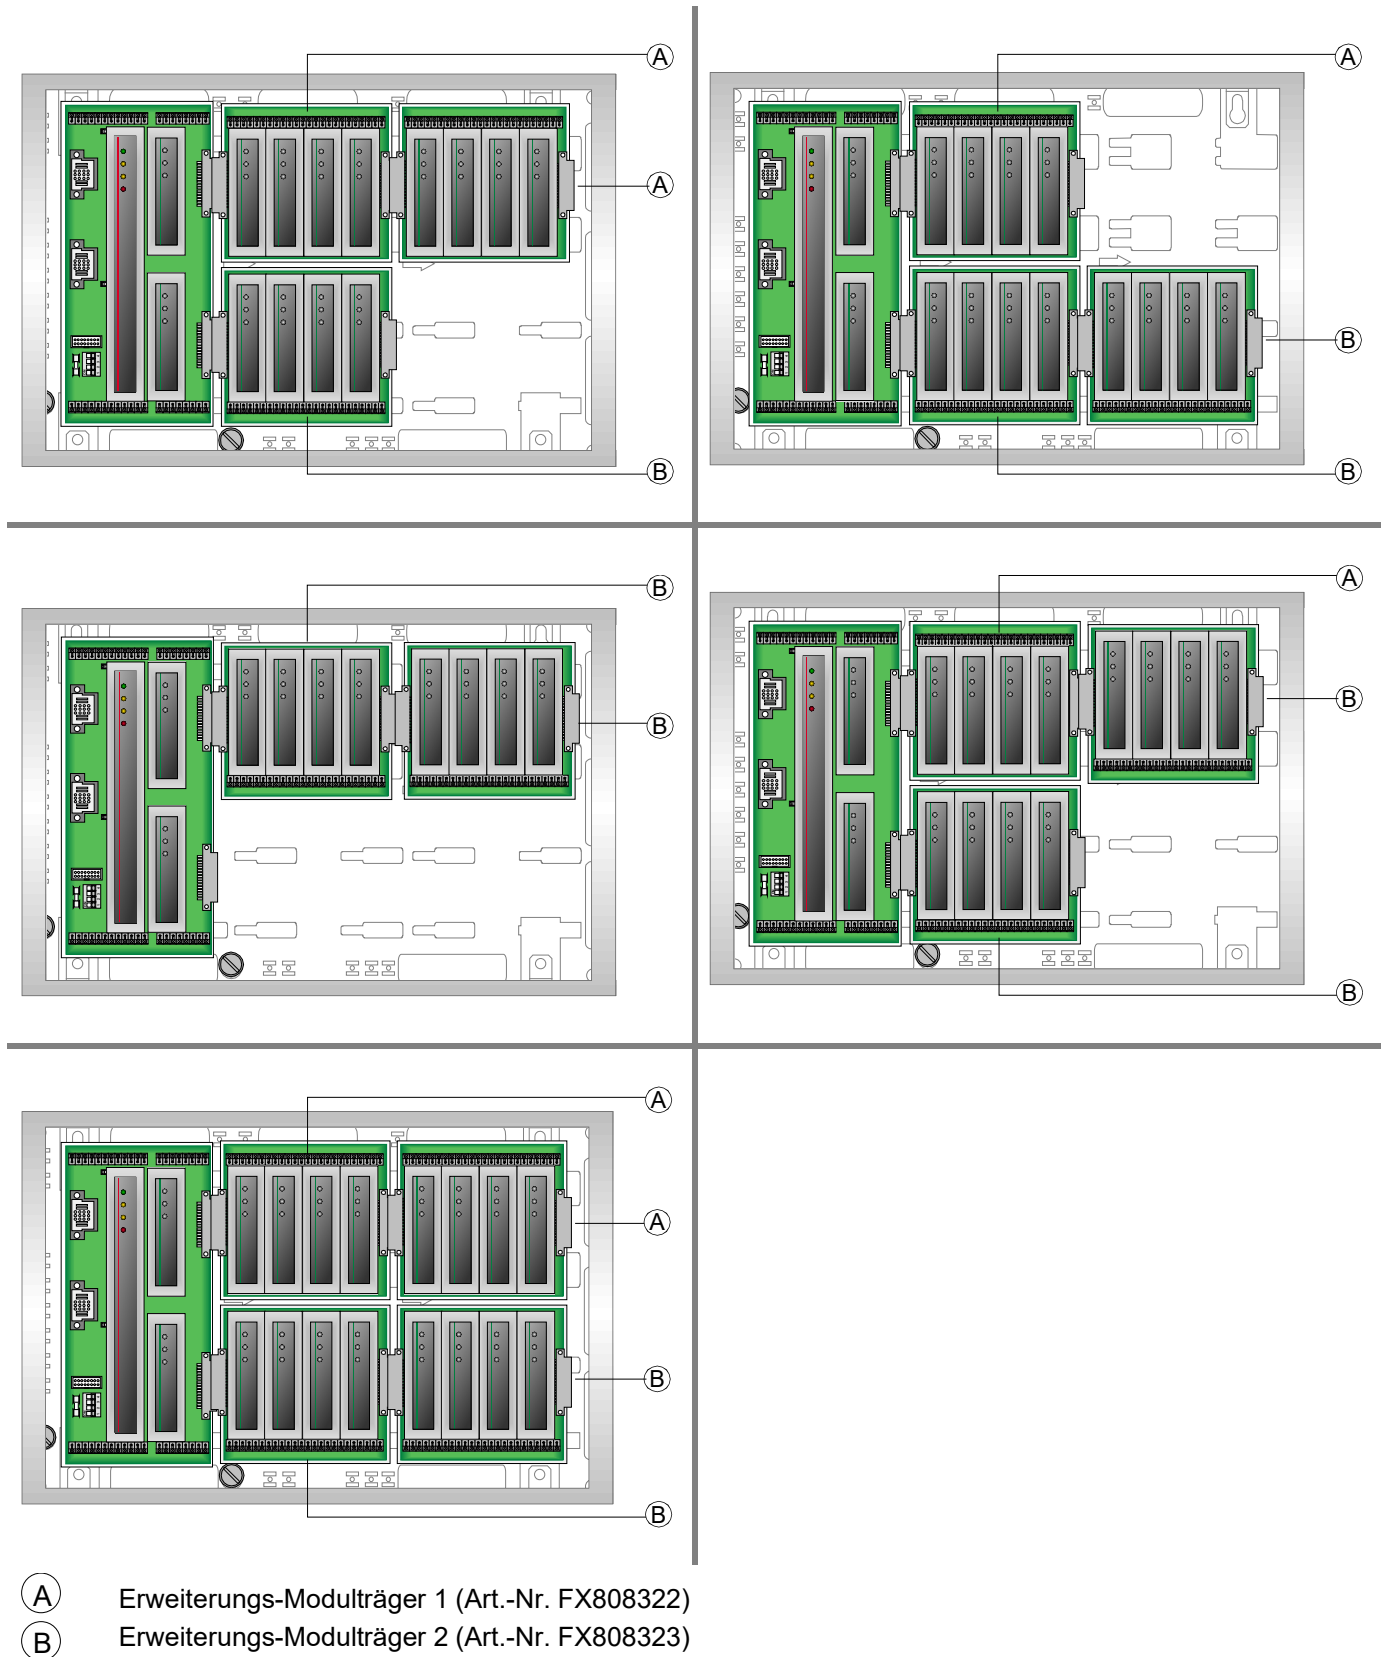 A
A
A
B
B
B
B
A
B
B
B
A
A
B
B
B
A Erweiterungs-Modulträger 1 (Art.-Nr. FX808322)
B Erweiterungs-Modulträger 2 (Art.-Nr. FX808323)